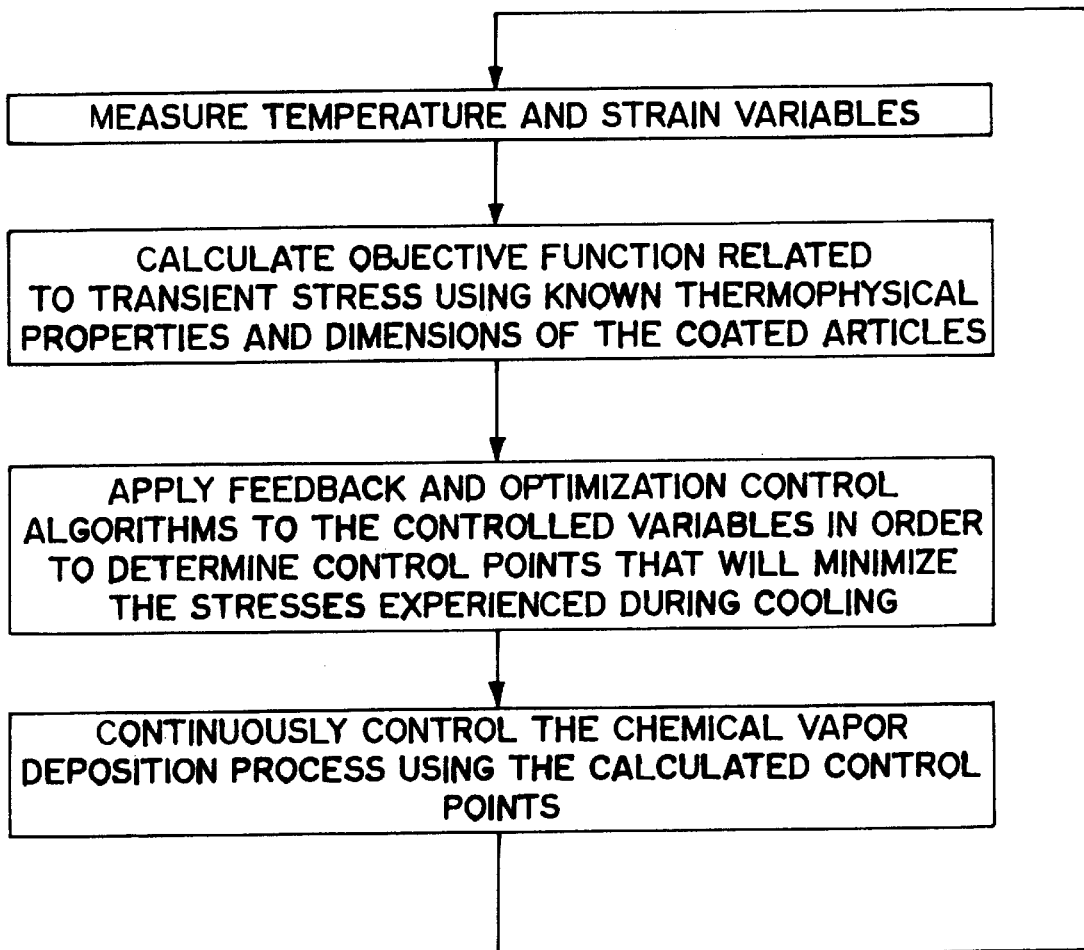 MEASURE TEMPERATURE AND STRAIN VARIABLES
CALCULATE OBJECTIVE FUNCTION RELATED
TO TRANSIENT STRESS USING KNOWN THERMOPHYSICAL
PROPERTIES AND DIMENSIONS OF THE COATED ARTICLES
APPLY FEEDBACK AND OPTIMIZATION CONTROL
ALGORITHMS TO THE CONTROLLED VARIABLES IN ORDER
TO DETERMINE CONTROL POINTS THAT WILL MINIMIZE
THE STRESSES EXPERIENCED DURING COOLING
CONTINUOUSLY CONTROL THE CHEMICAL VAPOR
DEPOSITION PROCESS USING THE CALCULATED CONTROL
POINTS